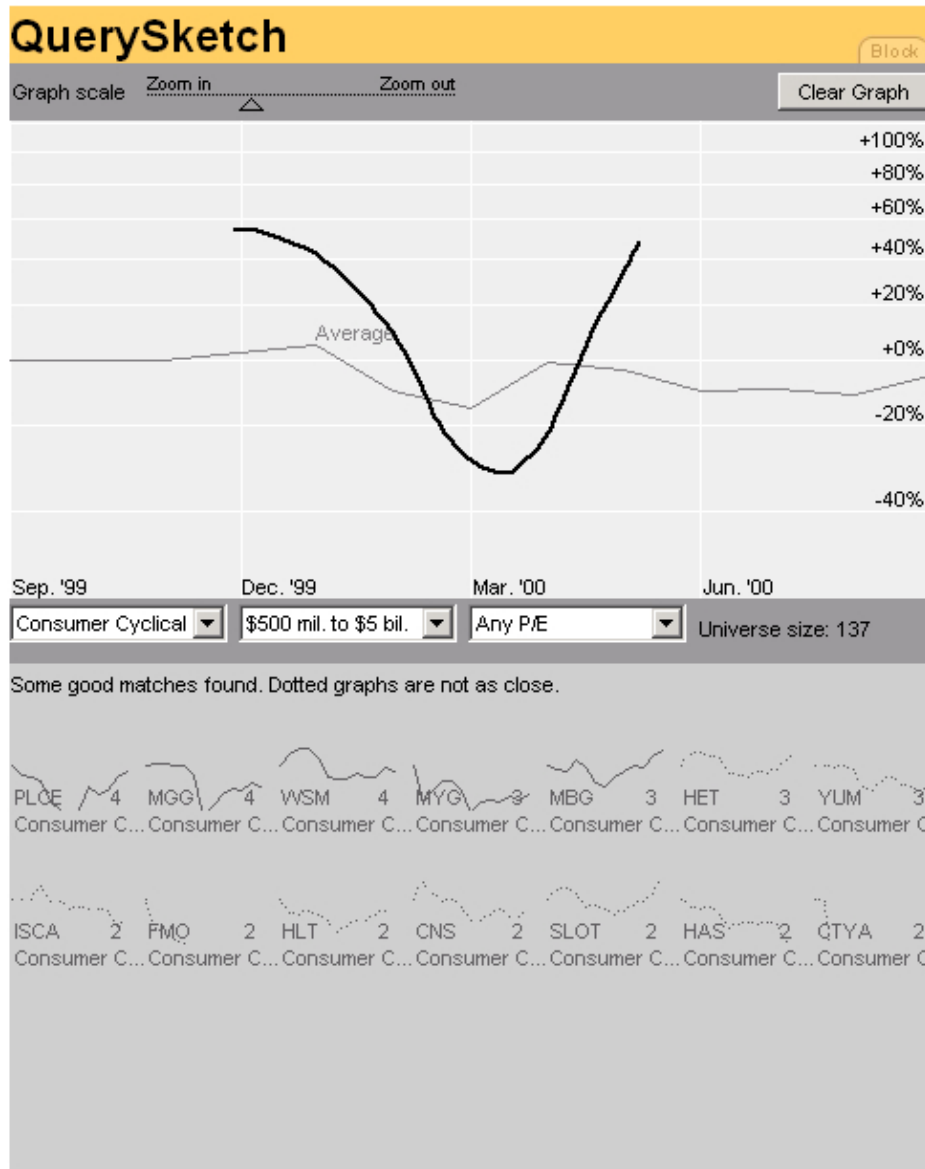 QuerySketch
Block
Graph scale Zoom in Zoom out Clear Graph
+100%
+80%
+60%
+40%
+20%
Average
+0%
-20%
-40%
Sep. '99 Dec. '99 Mar. '00 Jun. '00
Consumer Cyclical $500 mil. to $5 bil. Any P/E Universe size: 137
Some good matches found. Dotted graphs are not as close.
PLCE 4 MGG 4 WSM 4 MYG 3 MBG 3 HET 3 YUM 3
Consumer C... Consumer C... Consumer C... Consumer C... Consumer C... Consumer C... Consumer C
ISCA 2 FMO 2 HLT 2 CNS 2 SLOT 2 HAS 2 CTYA 2
Consumer C... Consumer C... Consumer C... Consumer C... Consumer C... Consumer C... Consumer C